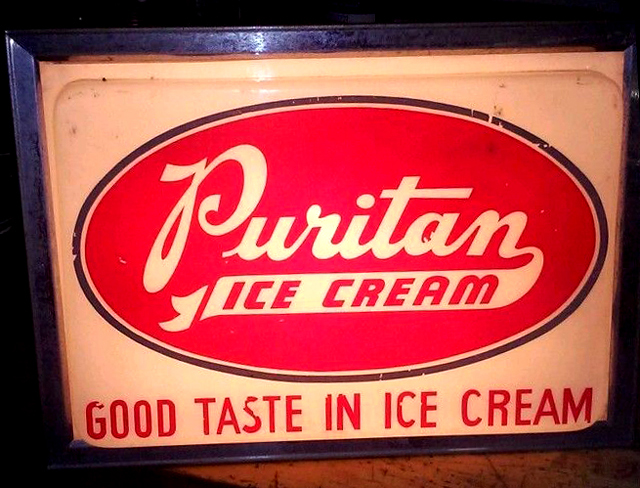 Puritan
ICE CREAM
GOOD TASTE IN ICE CREAM